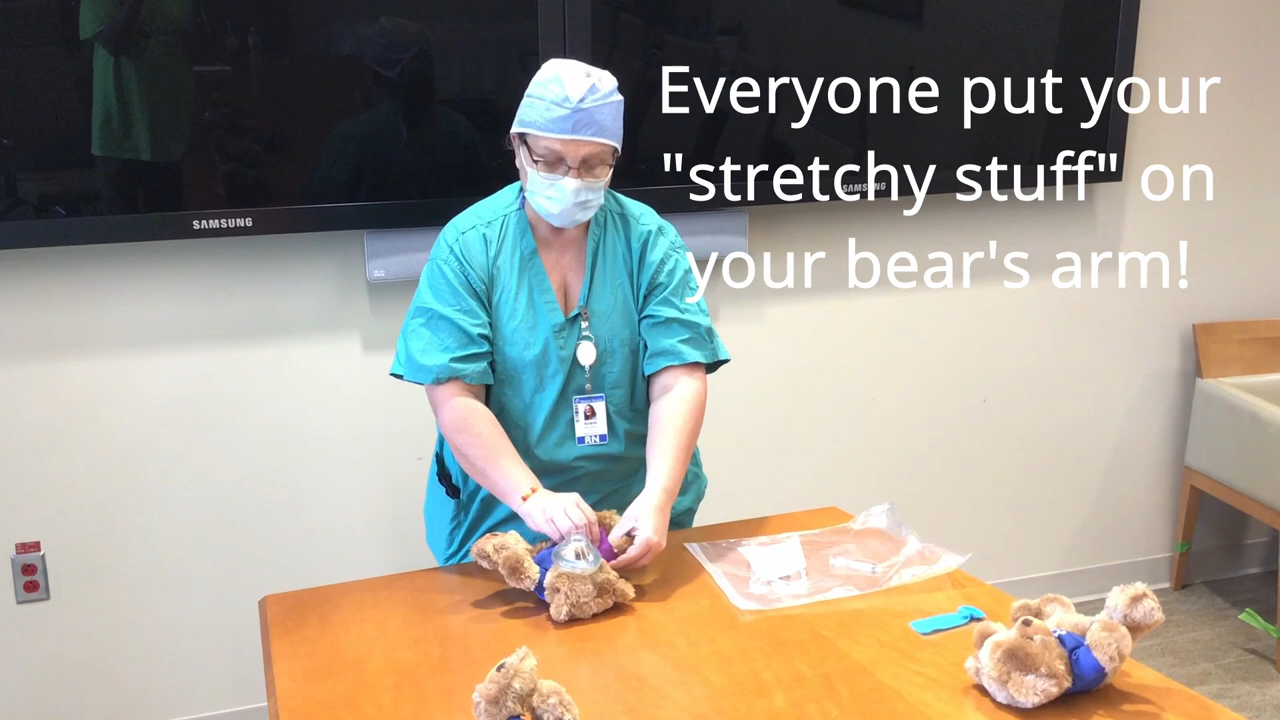 Everyone put your
"stretchy stuff" on
your bear's arm!
SAMSUNG
SAMSUNG
RN